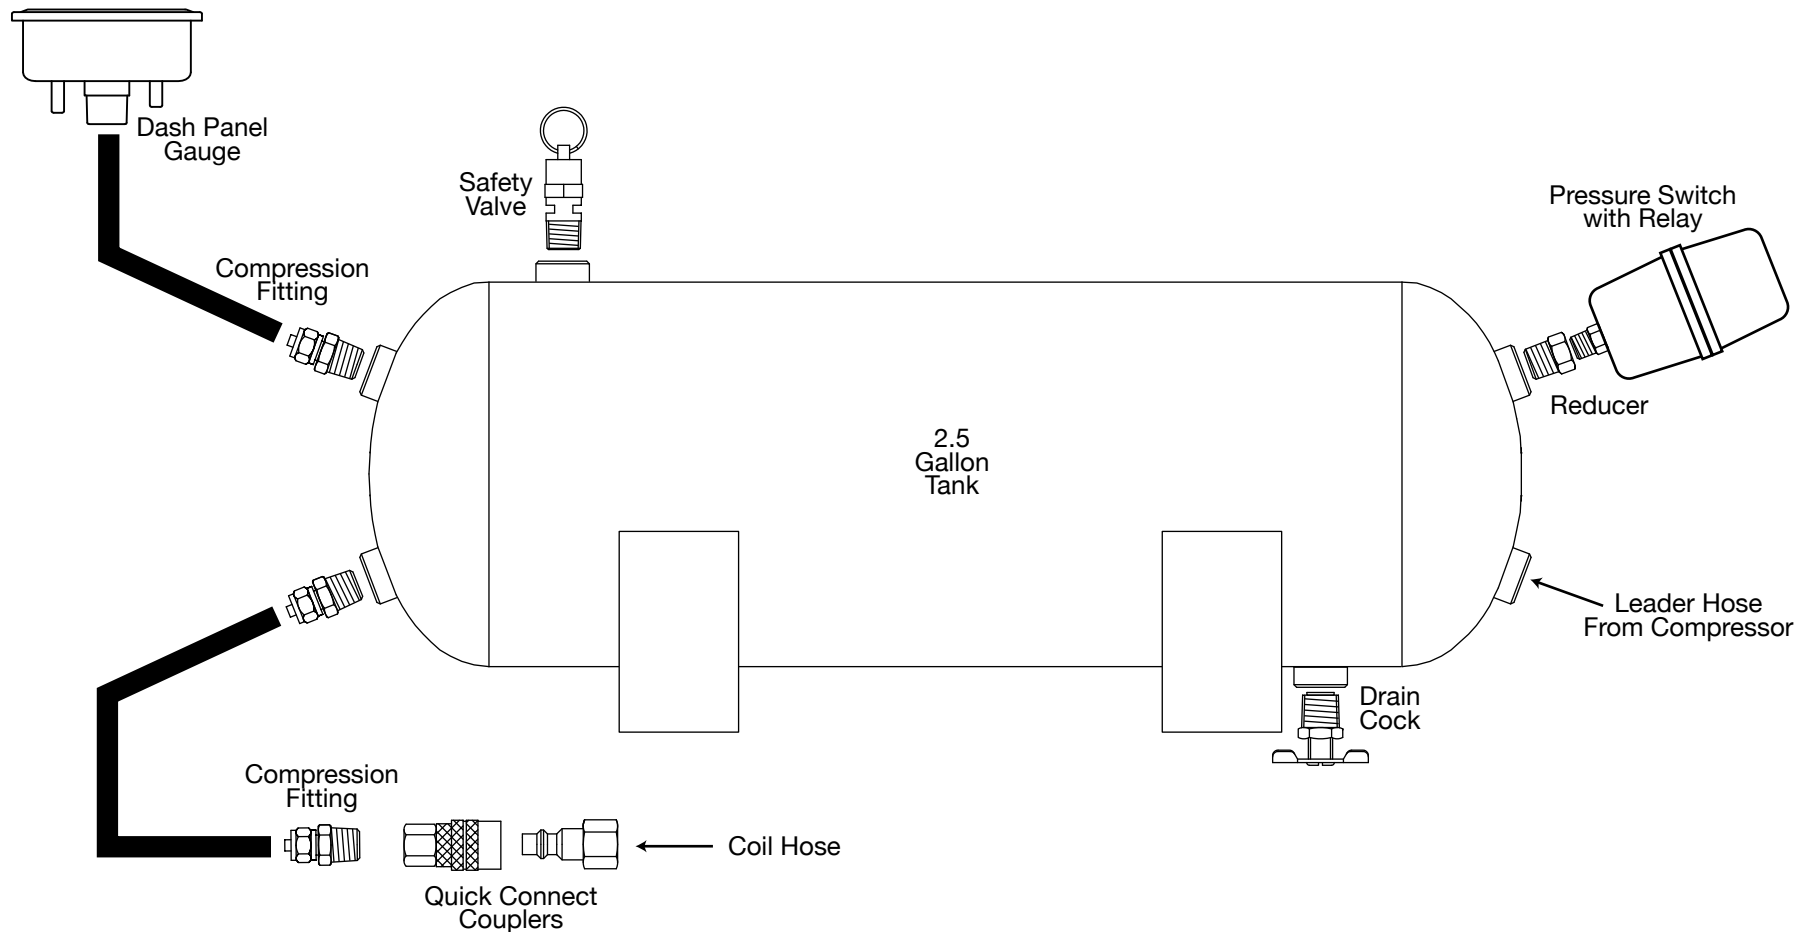 Dash Panel
Gauge
Safety
Valve
Pressure Switch
with Relay
Compression
Fitting
Reducer
2.5
Gallon
Tank
Leader Hose
From Compressor
Drain
Cock
Compression
Fitting
Coil Hose
Quick Connect
Couplers